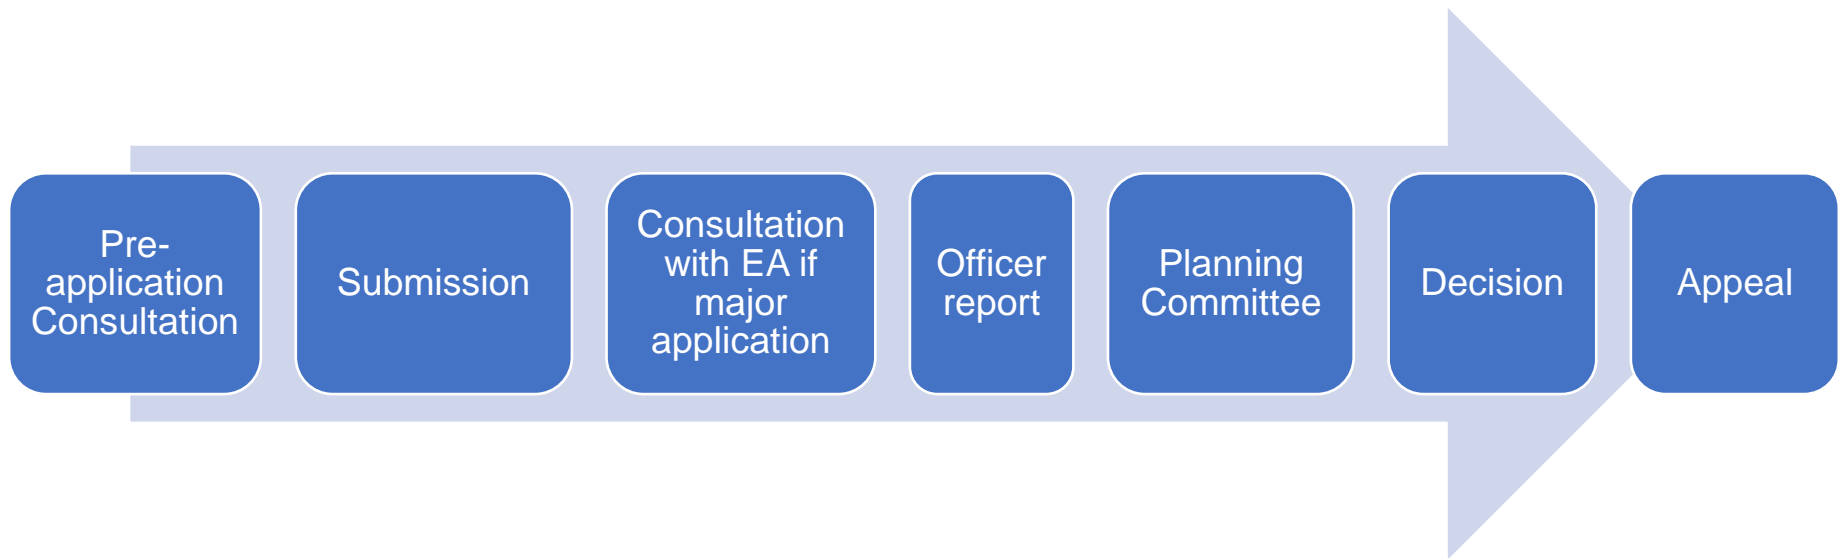 Pre-
application
Consultation
Submission
Consultation
with EA if
major
application
Officer
report
Planning
Committee
Decision
Appeal